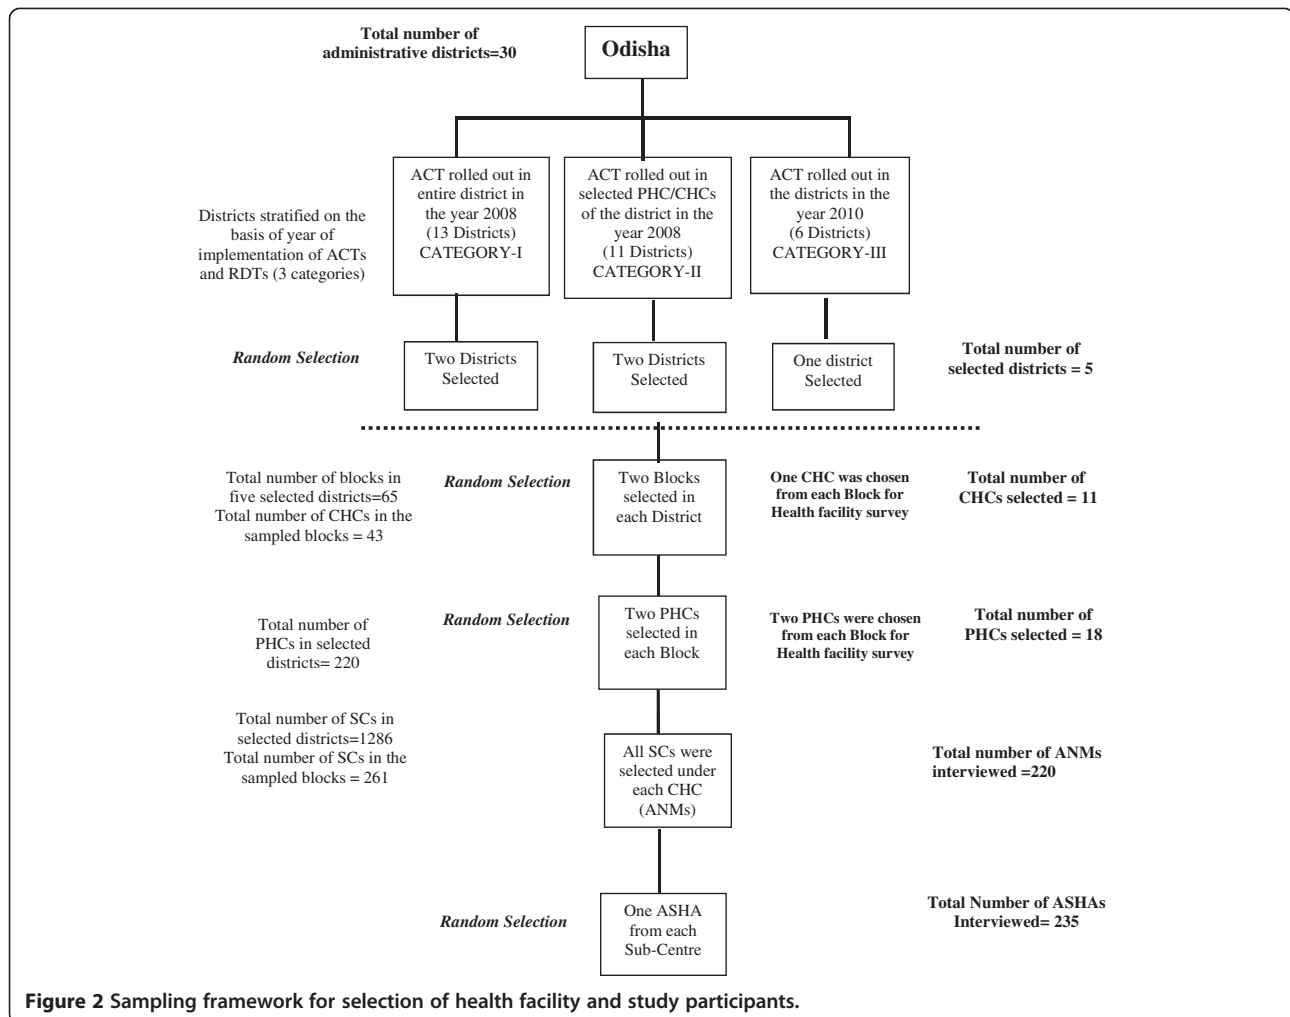 Total number of
administrative districts=30
Odisha
Districts stratified on the
basis of year of
implementation of ACTs
and RDTs (3 categories)
ACT rolled out in
entire district in
the year 2008
(13 Districts)
CATEGORY-I
ACT rolled out in
selected PHC/CHCs
of the district in the
year 2008
(11 Districts)
CATEGORY-II
ACT rolled out in
the districts in the
year 2010
(6 Districts)
CATEGORY-III
Random Selection
Two Districts
Selected
Two Districts
Selected
One district
Selected
Total number of
selected districts = 5
Total number of blocks in
five selected districts=65
Total number of CHCs in the
sampled blocks = 43
Random Selection
Two Blocks
selected in
each District
One CHC was chosen
from each Block for
Health facility survey
Total number of
CHCs selected = 11
Total number of
PHCs in selected
districts= 220
Random Selection
Two PHCs
selected in
each Block
Two PHCs were chosen
from each Block for
Health facility survey
Total number of
PHCs selected = 18
Total number of SCs in
selected districts=1286
Total number of SCs in the
sampled blocks = 261
All SCs were
selected under
each CHC
(ANMs)
Total number of ANMs
interviewed =220
Random Selection
One ASHA
from each
Sub-Centre
Total Number of ASHAs
Interviewed= 235
Figure 2 Sampling framework for selection of health facility and study participants.